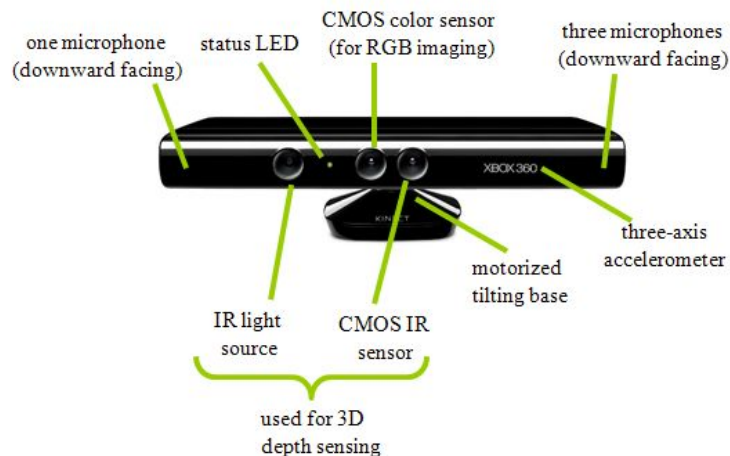 one microphone
(downward facing)
status LED
CMOS color sensor
(for RGB imaging)
three microphones
(downward facing)
XBOX 360
KINECT
three-axis
accelerometer
motorized
tilting base
IR light
source
CMOS IR
sensor
used for 3D
depth sensing